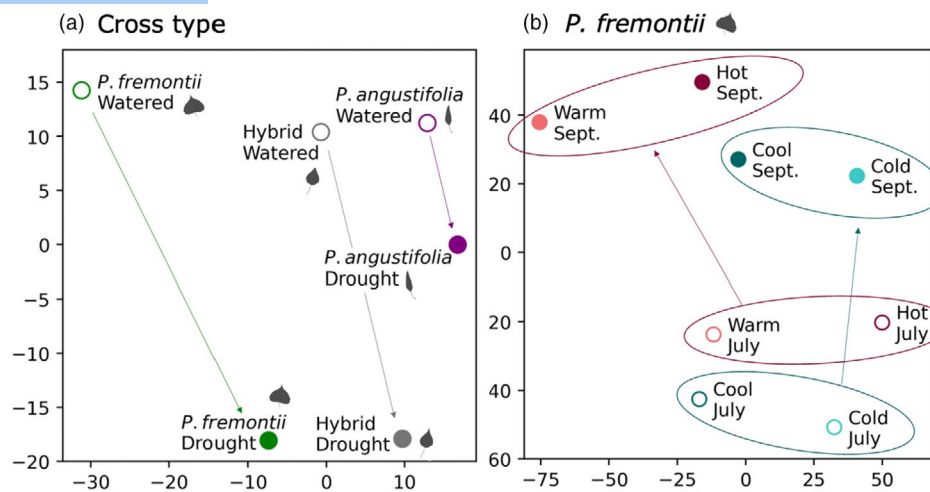 (a) Cross type
15
10
5
0
−5
−10
−15
−20
−30
−20
−10
0
10
P. fremontii
Watered
Hybrid
Watered
P. angustifolia
Watered
P. angustifolia
Drought
P. fremontii
Drought
Hybrid
Drought
(b) P. fremontii
40
20
0
20
40
60
−75
−50
−25
0
25
50
Hot
Sept.
Warm
Sept.
Cool
Sept.
Cold
Sept.
Warm
July
Hot
July
Cool
July
Cold
July